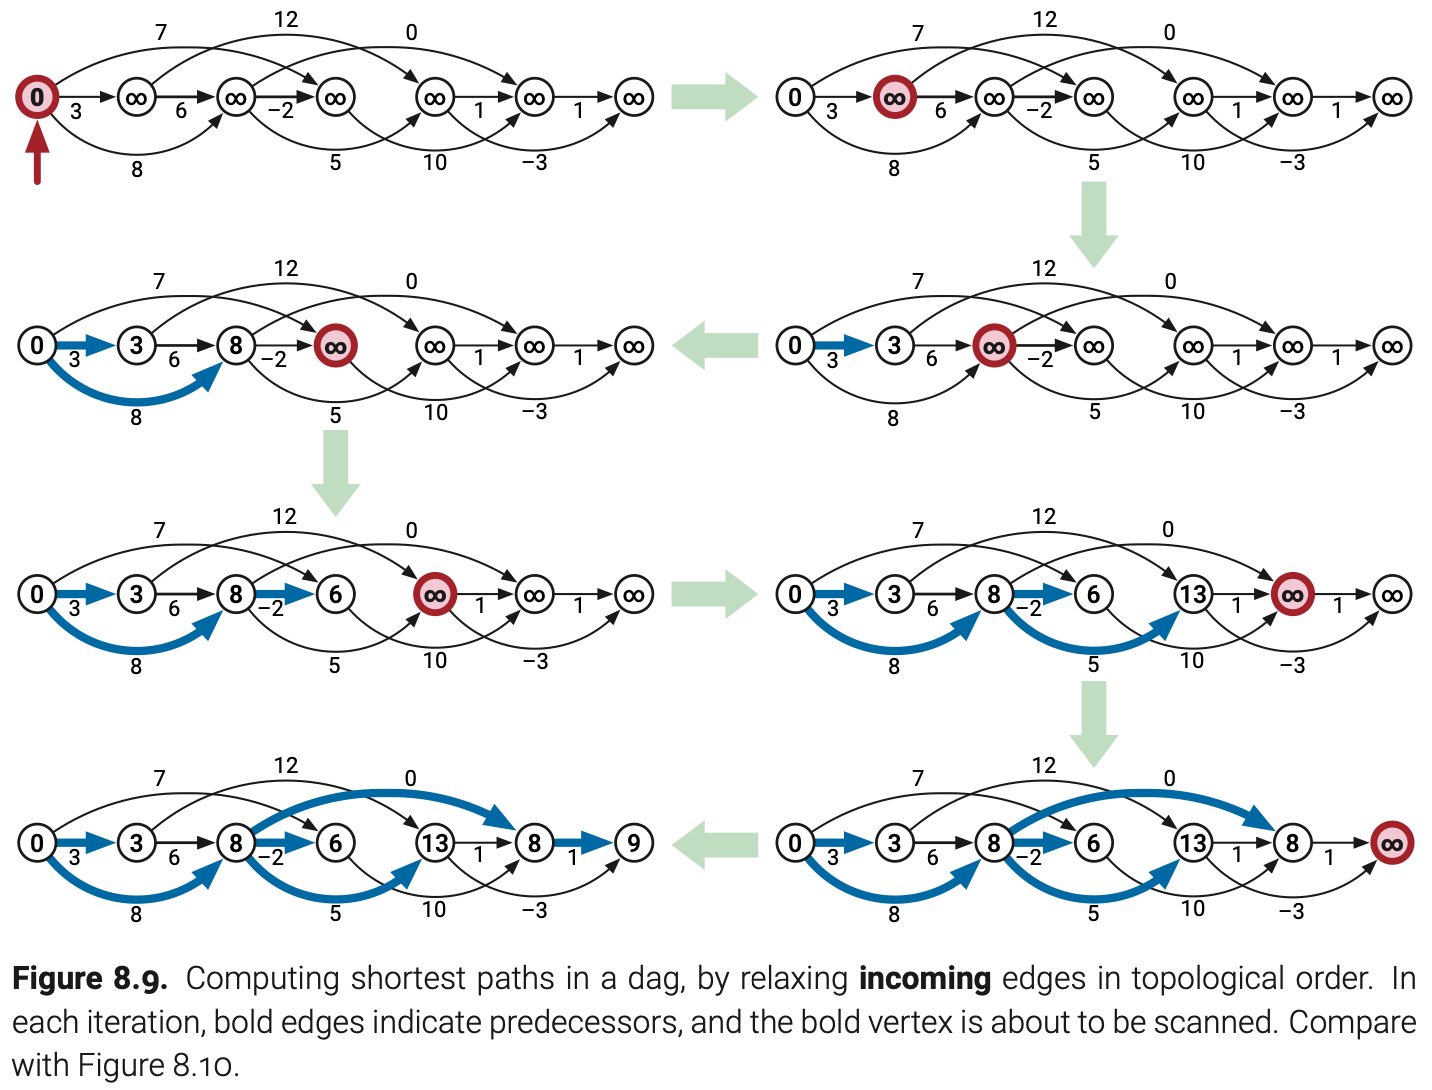 7 12 0
0 3 ∞ 6 ∞ −2 ∞ ∞ 1 ∞ 1 ∞
8 5 10 −3
7 12 0
0 3 ∞ 6 ∞ −2 ∞ ∞ 1 ∞ 1 ∞
8 5 10 −3
7 12 0
0 3 3 6 8 −2 ∞ ∞ 1 ∞ 1 ∞
8 5 10 −3
7 12 0
0 3 3 6 ∞ −2 ∞ ∞ 1 ∞ 1 ∞
8 5 10 −3
7 12 0
0 3 3 6 8 −2 6 ∞ 1 ∞ 1 ∞
8 5 10 −3
7 12 0
0 3 3 6 8 −2 6 13 1 ∞ 1 ∞
8 5 10 −3
7 12 0
0 3 3 6 8 −2 6 13 1 8 1 9
8 5 10 −3
7 12 0
0 3 3 6 8 −2 6 13 1 8 1 ∞
8 5 10 −3
Figure 8.9. Computing shortest paths in a dag, by relaxing incoming edges in topological order. In
each iteration, bold edges indicate predecessors, and the bold vertex is about to be scanned. Compare
with Figure 8.10.